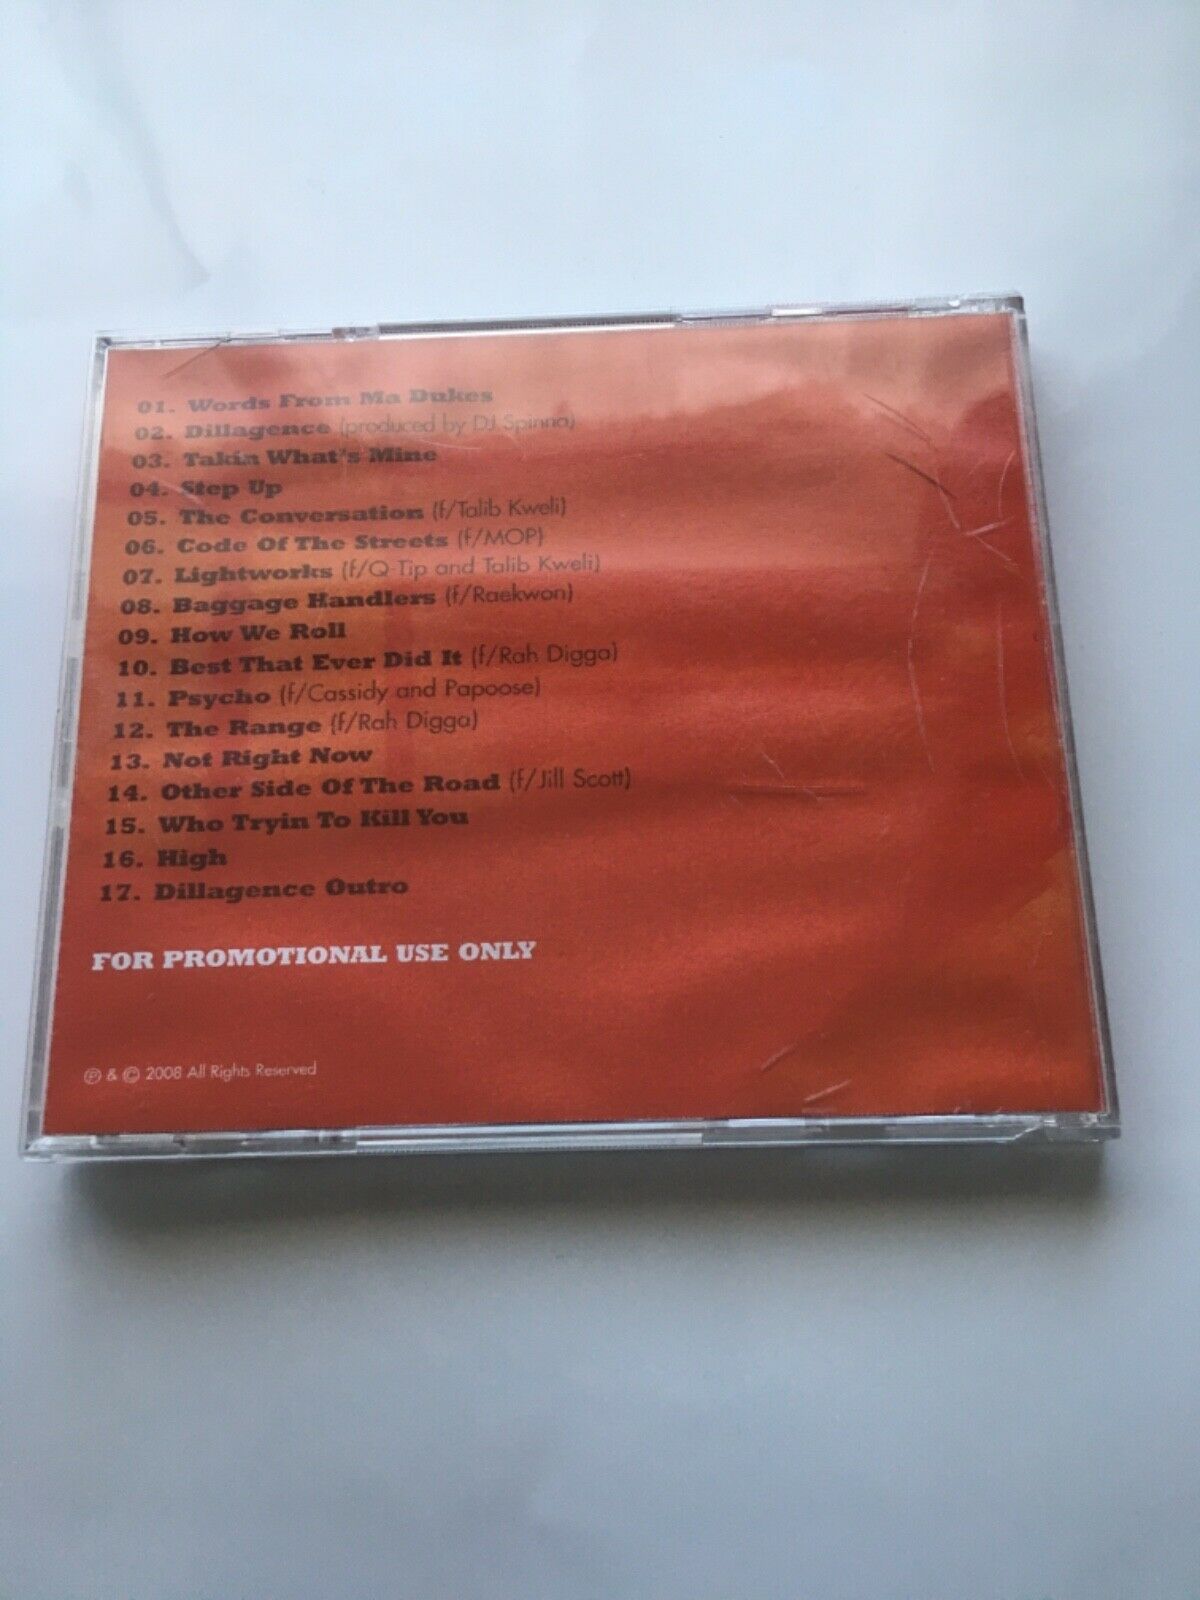 01. Words From Ma Dukes
02. Dillagence (produced by DJ Spinna)
03. Takin What's Mine
04. Step Up
05. The Conversation (f/Talib Kweli)
06. Code Of The Streets (f/MOP)
07. Lightworks (f/Q-Tip and Talib Kweli)
08. Baggage Handlers (f/Raekwon)
09. How We Roll
10. Best That Ever Did It (f/Rah Digga)
11. Psycho (f/Cassidy and Papoose)
12. The Range (f/Rah Digga)
13. Not Right Now
14. Other Side Of The Road (f/Jill Scott)
15. Who Tryin To Kill You
16. High
17. Dillagence Outro
FOR PROMOTIONAL USE ONLY
℗ & © 2008 All Rights Reserved